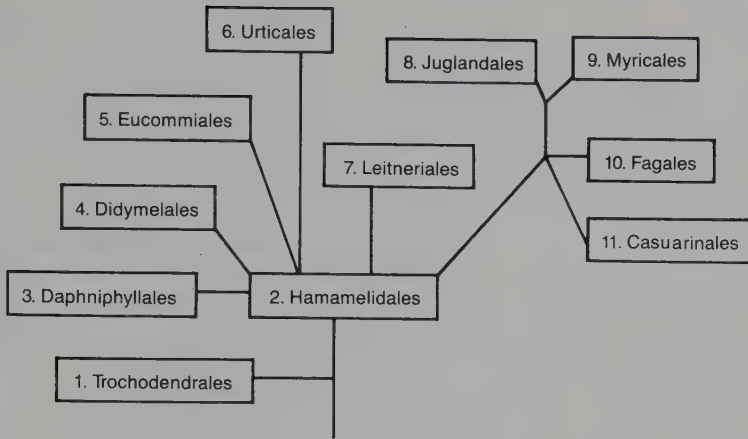 6. Urticales
8. Juglandales
9. Myricales
5. Eucommiales
7. Leitneriales
10. Fagales
4. Didymelales
11. Casuarinales
3. Daphniphyllales
2. Hamamelidales
1. Trochodendrales